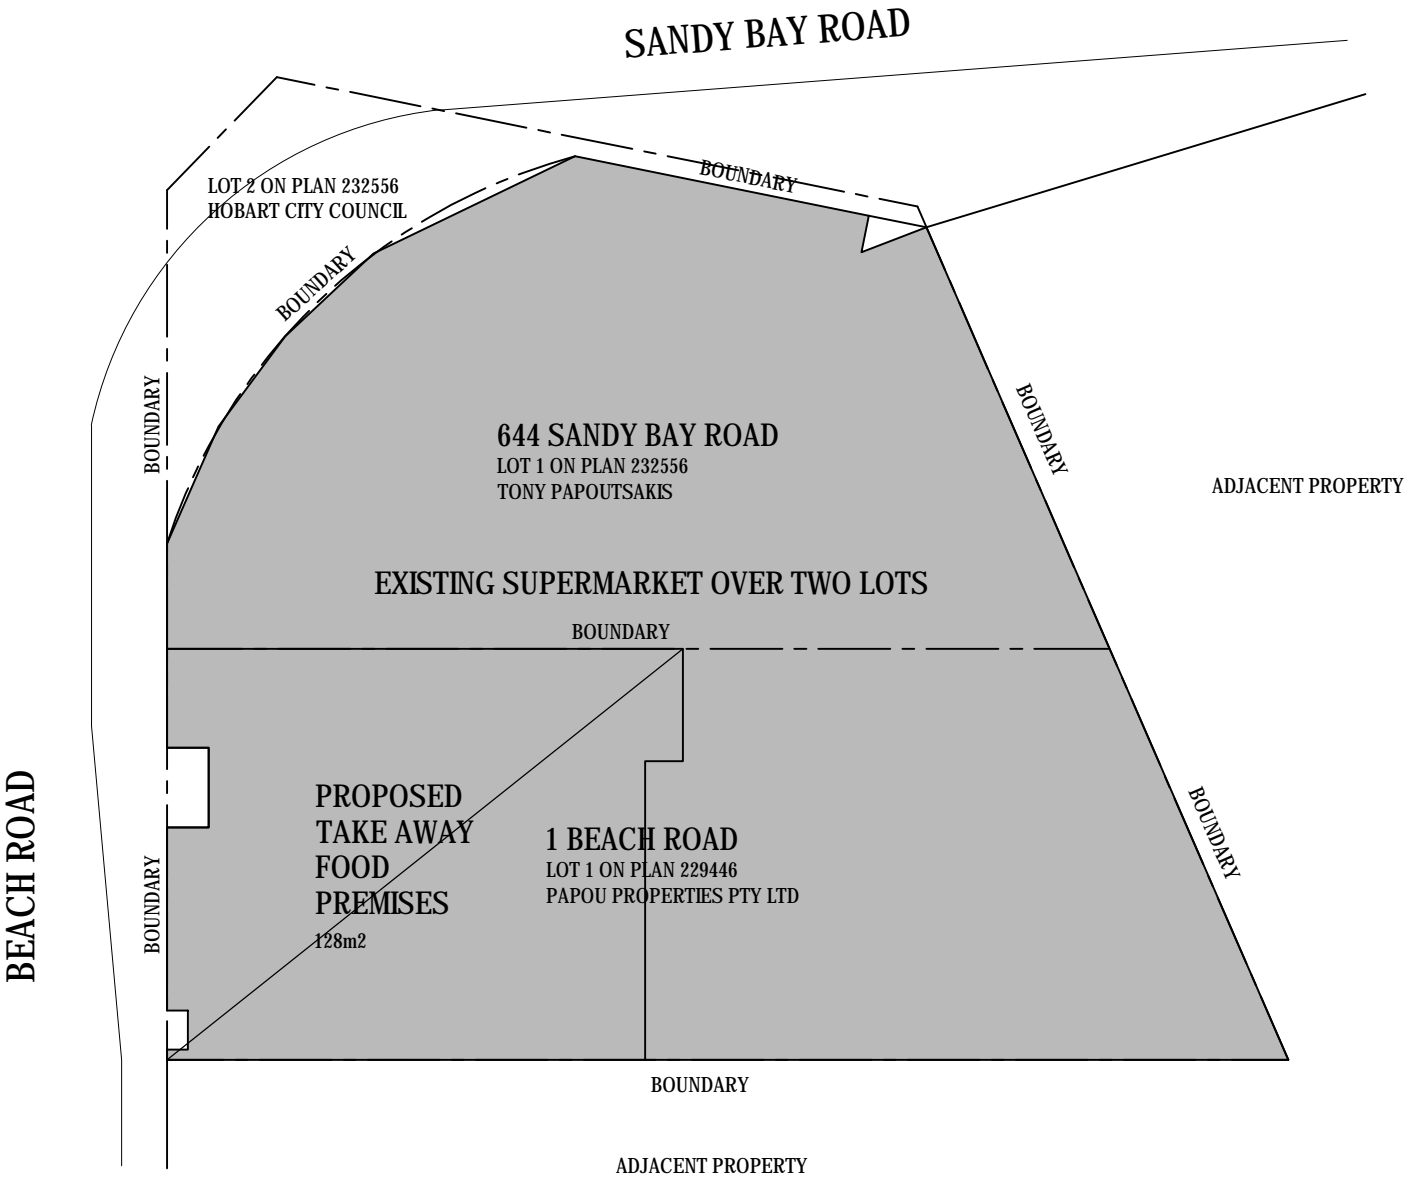 SANDY BAY ROAD
BOUNDARY
LOT 2 ON PLAN 232556
HOBART CITY COUNCIL
BOUNDARY
BOUNDARY
BOUNDARY
644 SANDY BAY ROAD
LOT 1 ON PLAN 232556
TONY PAPOUTSAKIS
ADJACENT PROPERTY
EXISTING SUPERMARKET OVER TWO LOTS
BOUNDARY
BEACH ROAD
BOUNDARY
PROPOSED
TAKE AWAY
FOOD
PREMISES
128m2
1 BEACH ROAD
LOT 1 ON PLAN 229446
PAPOU PROPERTIES PTY LTD
BOUNDARY
BOUNDARY
ADJACENT PROPERTY